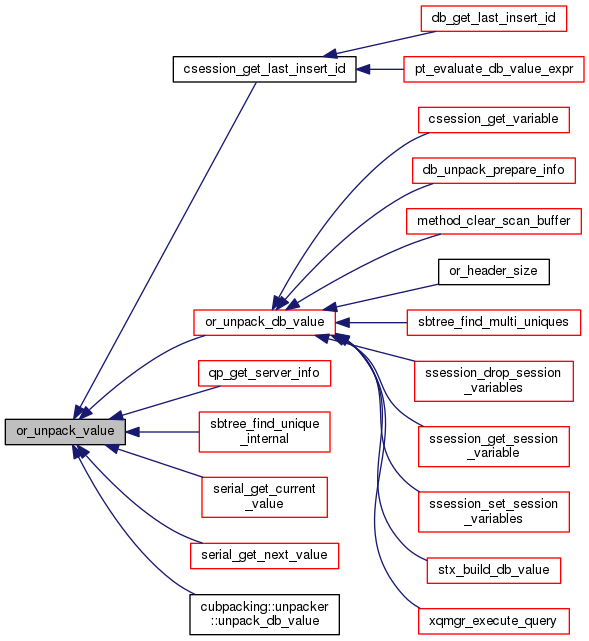 db_get_last_insert_id
csession_get_last_insert_id
pt_evaluate_db_value_expr
csession_get_variable
db_unpack_prepare_info
method_clear_scan_buffer
or_header_size
or_unpack_db_value
sbtree_find_multi_uniques
ssession_drop_session
_variables
qp_get_server_info
sbtree_find_unique
_internal
or_unpack_value
ssession_get_session
_variable
serial_get_current
_value
ssession_set_session
_variables
serial_get_next_value
stx_build_db_value
cubpacking::unpacker
::unpack_db_value
xqmgr_execute_query